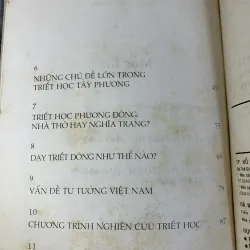 6
NHỮNG CHỦ ĐỀ LỚN TRONG
TRIẾT HỌC TÂY PHƯƠNG
7
TRIẾT HỌC PHƯƠNG ĐÔNG,
NHÀ THỜ HAY NGHĨA TRANG?
8
DẠY TRIẾT ĐÔNG NHƯ THẾ NÀO?
9
VẤN ĐỀ TƯ TƯỞNG VIỆT NAM
10
CHƯƠNG TRÌNH NGHIÊN CỨU TRIẾT HỌC 87
11